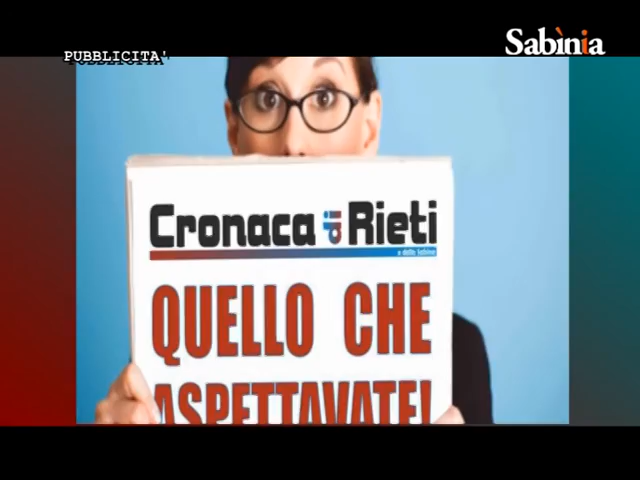 PUBBLICITA'
Sabìnia
Cronaca di Rieti
e della Sabina
QUELLO CHE
ASPETTAVATE!